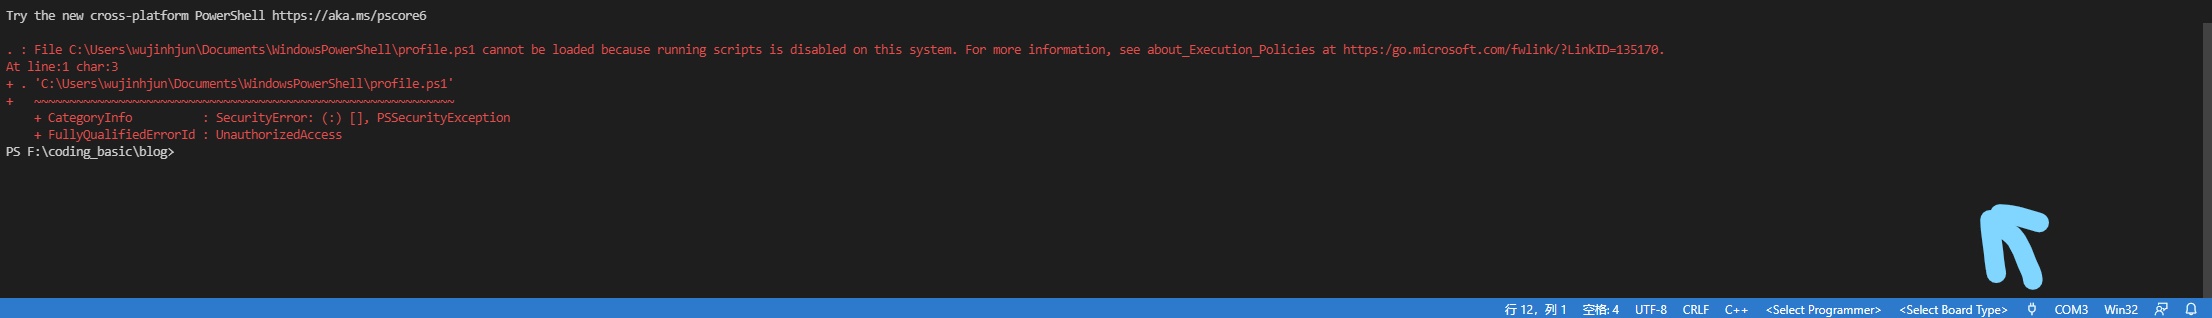 Try the new cross-platform PowerShell https://aka.ms/pscore6
. : File C:\Users\wujinhjun\Documents\WindowsPowerShell\profile.ps1 cannot be loaded because running scripts is disabled on this system. For more information, see about_Execution_Policies at https:/go.microsoft.com/fwlink/?LinkID=135170.
At line:1 char:3
+ . 'C:\Users\wujinhjun\Documents\WindowsPowerShell\profile.ps1'
+   ~~~~~~~~~~~~~~~~~~~~~~~~~~~~~~~~~~~~~~~~~~~~~~~~~~~~~~~~~~~~
    + CategoryInfo          : SecurityError: (:) [], PSSecurityException
    + FullyQualifiedErrorId : UnauthorizedAccess
PS F:\coding_basic\blog>
行 12，列 1 空格: 4 UTF-8 CRLF C++ <Select Programmer> <Select Board Type> COM3 Win32